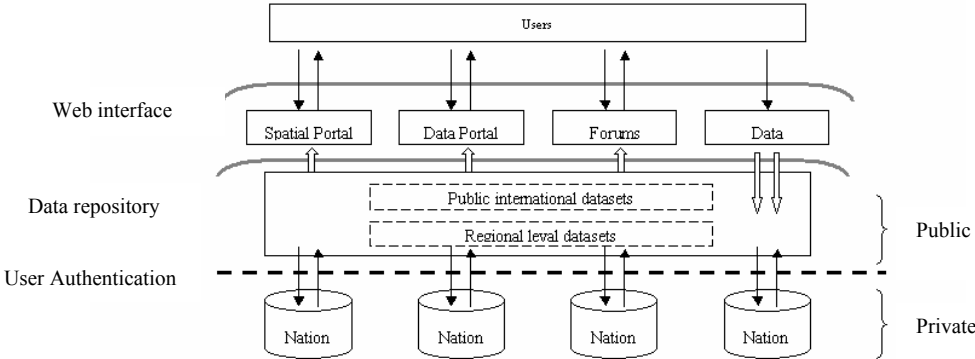 Users
Web interface
Spatial Portal
Data Portal
Forums
Data
Data repository
Public international datasets
Regional leval datasets
Public
User Authentication
Nation
Nation
Nation
Nation
Private